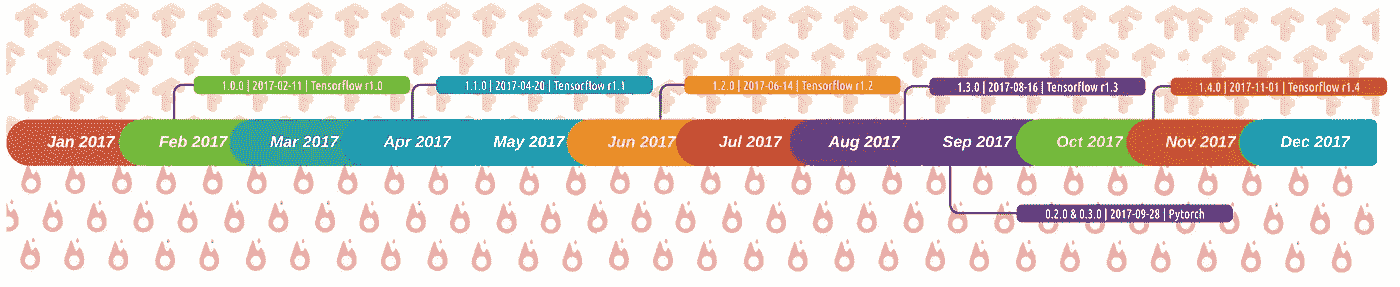 1.0.0 | 2017-02-11 | Tensorflow r1.0
1.1.0 | 2017-04-20 | Tensorflow r1.1
1.2.0 | 2017-06-14 | Tensorflow r1.2
1.3.0 | 2017-08-16 | Tensorflow r1.3
1.4.0 | 2017-11-01 | Tensorflow r1.4
Jan 2017
Feb 2017
Mar 2017
Apr 2017
May 2017
Jun 2017
Jul 2017
Aug 2017
Sep 2017
Oct 2017
Nov 2017
Dec 2017
0.2.0 & 0.3.0 | 2017-09-28 | Pytorch